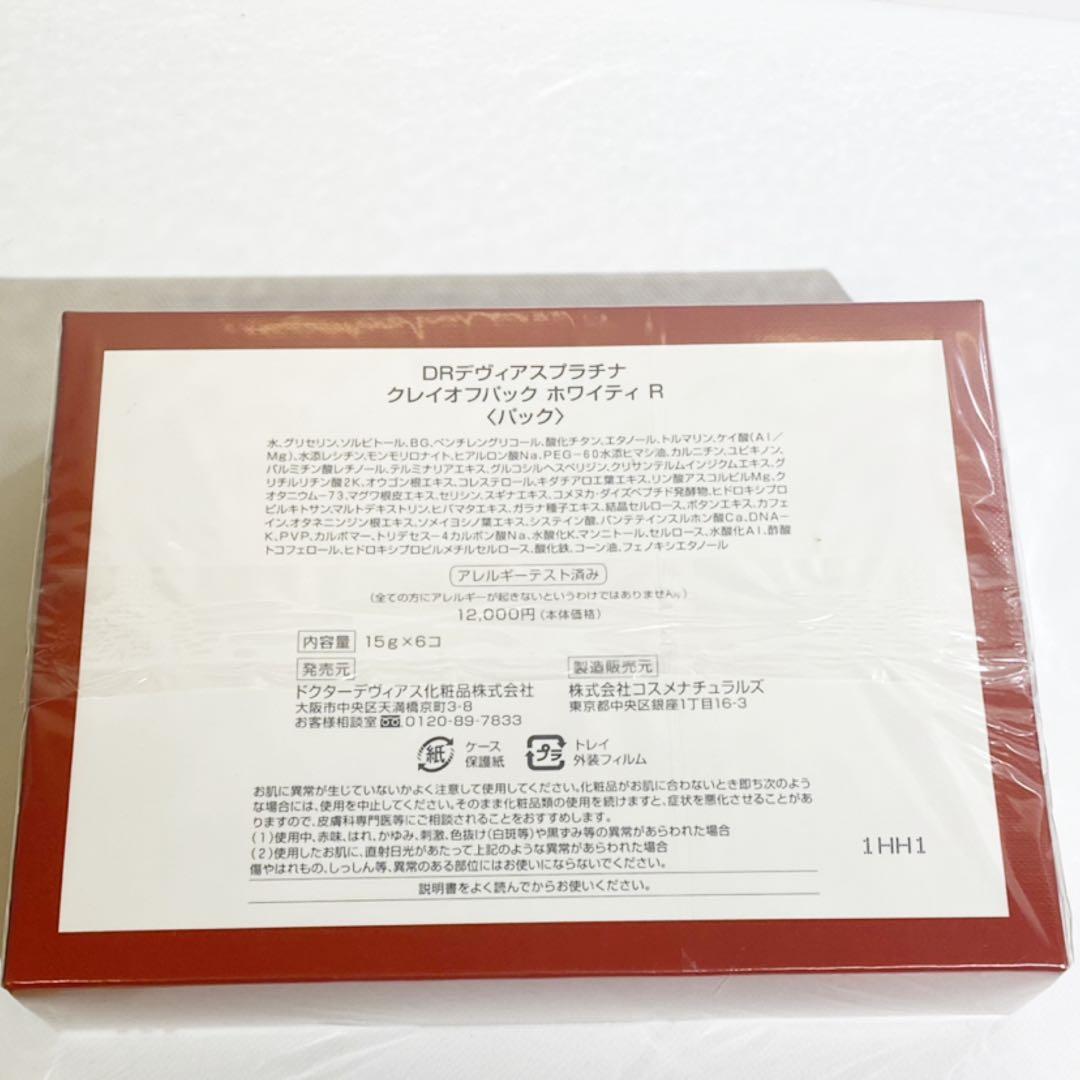 DRデヴィアスプラチナ
クレイオフパック ホワイティ R
〈パック〉
水、グリセリン、ソルビトール、BG、ペンチレングリコール、酸化チタン、エタノール、トルマリン、ケイ酸(Al／
Mg)、水添レシチン、モンモリロナイト、ヒアルロン酸Na、PEG-60水添ヒマシ油、カルニチン、ユビキノン、
パルミチン酸レチノール、テルミナリアエキス、グルコシルヘスペリジン、クリサンテルムインジクムエキス、グ
リチルリチン酸2K、オウゴン根エキス、コレステロール、キダチアロエ葉エキス、リン酸アスコルビルMg、ク
オタニウム-73、マグワ根皮エキス、セリシン、スギナエキス、コメヌカ・ダイズペプチド発酵物、ヒドロキシプロ
ピルキトサン、マルトデキストリン、ヒバマタエキス、ガラナ種子エキス、結晶セルロース、ボタンエキス、カフェ
イン、オタネニンジン根エキス、ソメイヨシノ葉エキス、システイン酸、パンテテインスルホン酸Ca、DNA-
K、PVP、カルボマー、トリデセス-4カルボン酸Na、水酸化K、マンニトール、セルロース、水酸化Al、酢酸
トコフェロール、ヒドロキシプロピルメチルセルロース、酸化鉄、コーン油、フェノキシエタノール
アレルギーテスト済み
(全ての方にアレルギーが起きないというわけではありません。)
12,000円(本体価格)
内容量 15g×6コ
発売元
ドクターデヴィアス化粧品株式会社
大阪市中央区天満橋京町3-8
お客様相談室 0120-89-7833
製造販売元
株式会社コスメナチュラルズ
東京都中央区銀座1丁目16-3
紙 ケース
保護紙
プラ トレイ
外装フィルム
お肌に異常が生じていないかよく注意して使用してください。化粧品がお肌に合わないとき即ち次のよう
な場合には、使用を中止してください。そのまま化粧品類の使用を続けますと、症状を悪化させることがあ
りますので、皮膚科専門医等にご相談されることをおすすめします。
(1)使用中、赤味、はれ、かゆみ、刺激、色抜け(白斑等)や黒ずみ等の異常があらわれた場合
(2)使用したお肌に、直射日光があたって上記のような異常があらわれた場合
傷やはれもの、しっしん等、異常のある部位にはお使いにならないでください。
説明書をよく読んでからお使いください。
1HH1